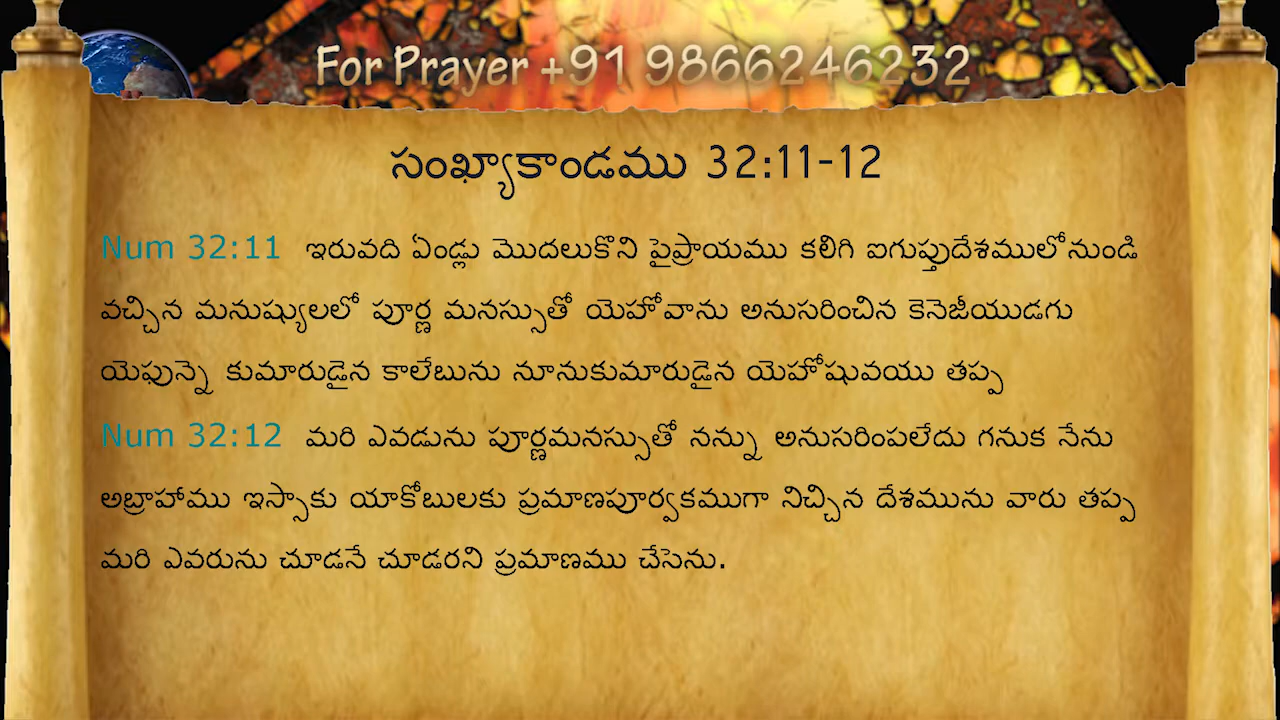 For Prayer +91 9866246232
సంఖ్యాకాండము 32:11-12
Num 32:11 ఇరువది ఏండ్లు మొదలుకొని పైప్రాయము కలిగి ఐగుప్తుదేశములోనుండి
వచ్చిన మనుష్యులలో పూర్ణ మనస్సుతో యెహోవాను అనుసరించిన కెనెజీయుడగు
యెఫున్నె కుమారుడైన కాలేబును నూనుకుమారుడైన యెహోషువయు తప్ప
Num 32:12 మరి ఎవడును పూర్ణమనస్సుతో నన్ను అనుసరింపలేదు గనుక నేను
అబ్రాహాము ఇస్సాకు యాకోబులకు ప్రమాణపూర్వకముగా నిచ్చిన దేశమును వారు తప్ప
మరి ఎవరును చూడనే చూడరని ప్రమాణము చేసెను.